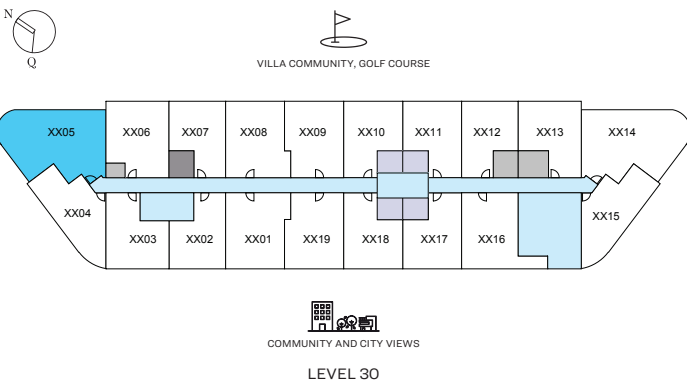 N
Q
VILLA COMMUNITY, GOLF COURSE
XX05 XX06 XX07 XX08 XX09 XX10 XX11 XX12 XX13 XX14
XX04 XX03 XX02 XX01 XX19 XX18 XX17 XX16 XX15
COMMUNITY AND CITY VIEWS
LEVEL 30